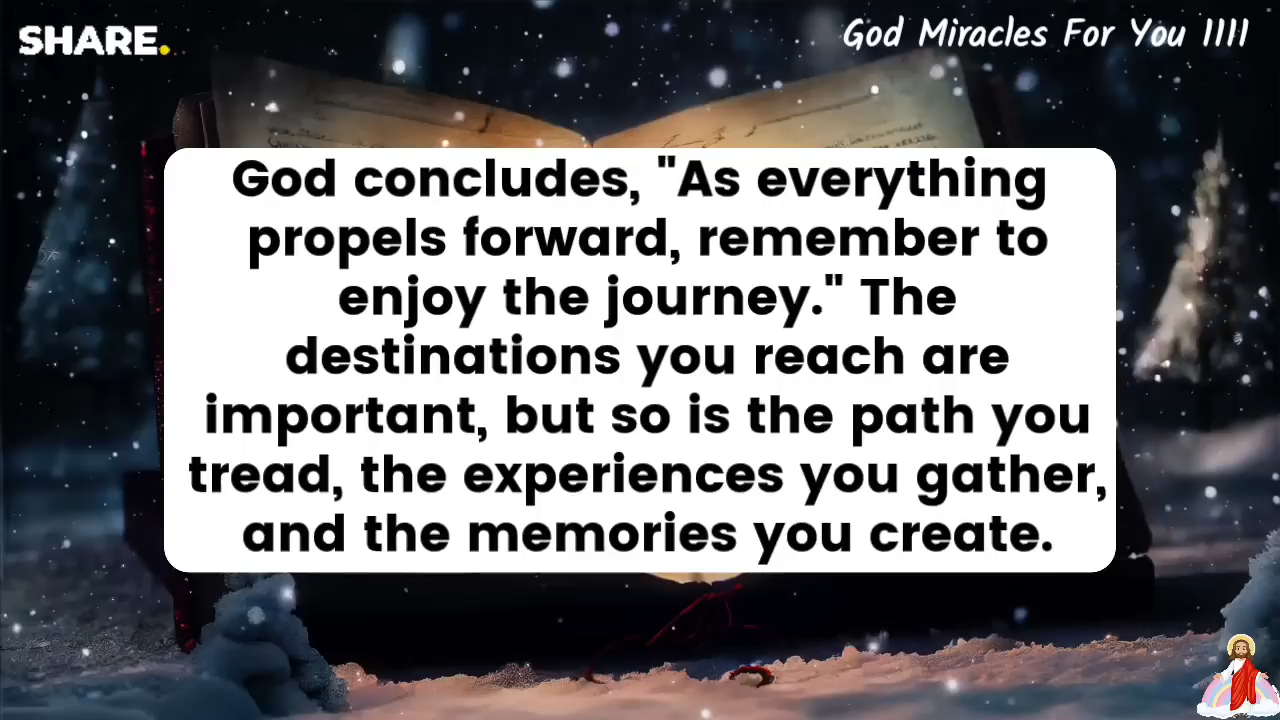 SHARE.
God Miracles For You 1111
God concludes, "As everything
propels forward, remember to
enjoy the journey." The
destinations you reach are
important, but so is the path you
tread, the experiences you gather,
and the memories you create.